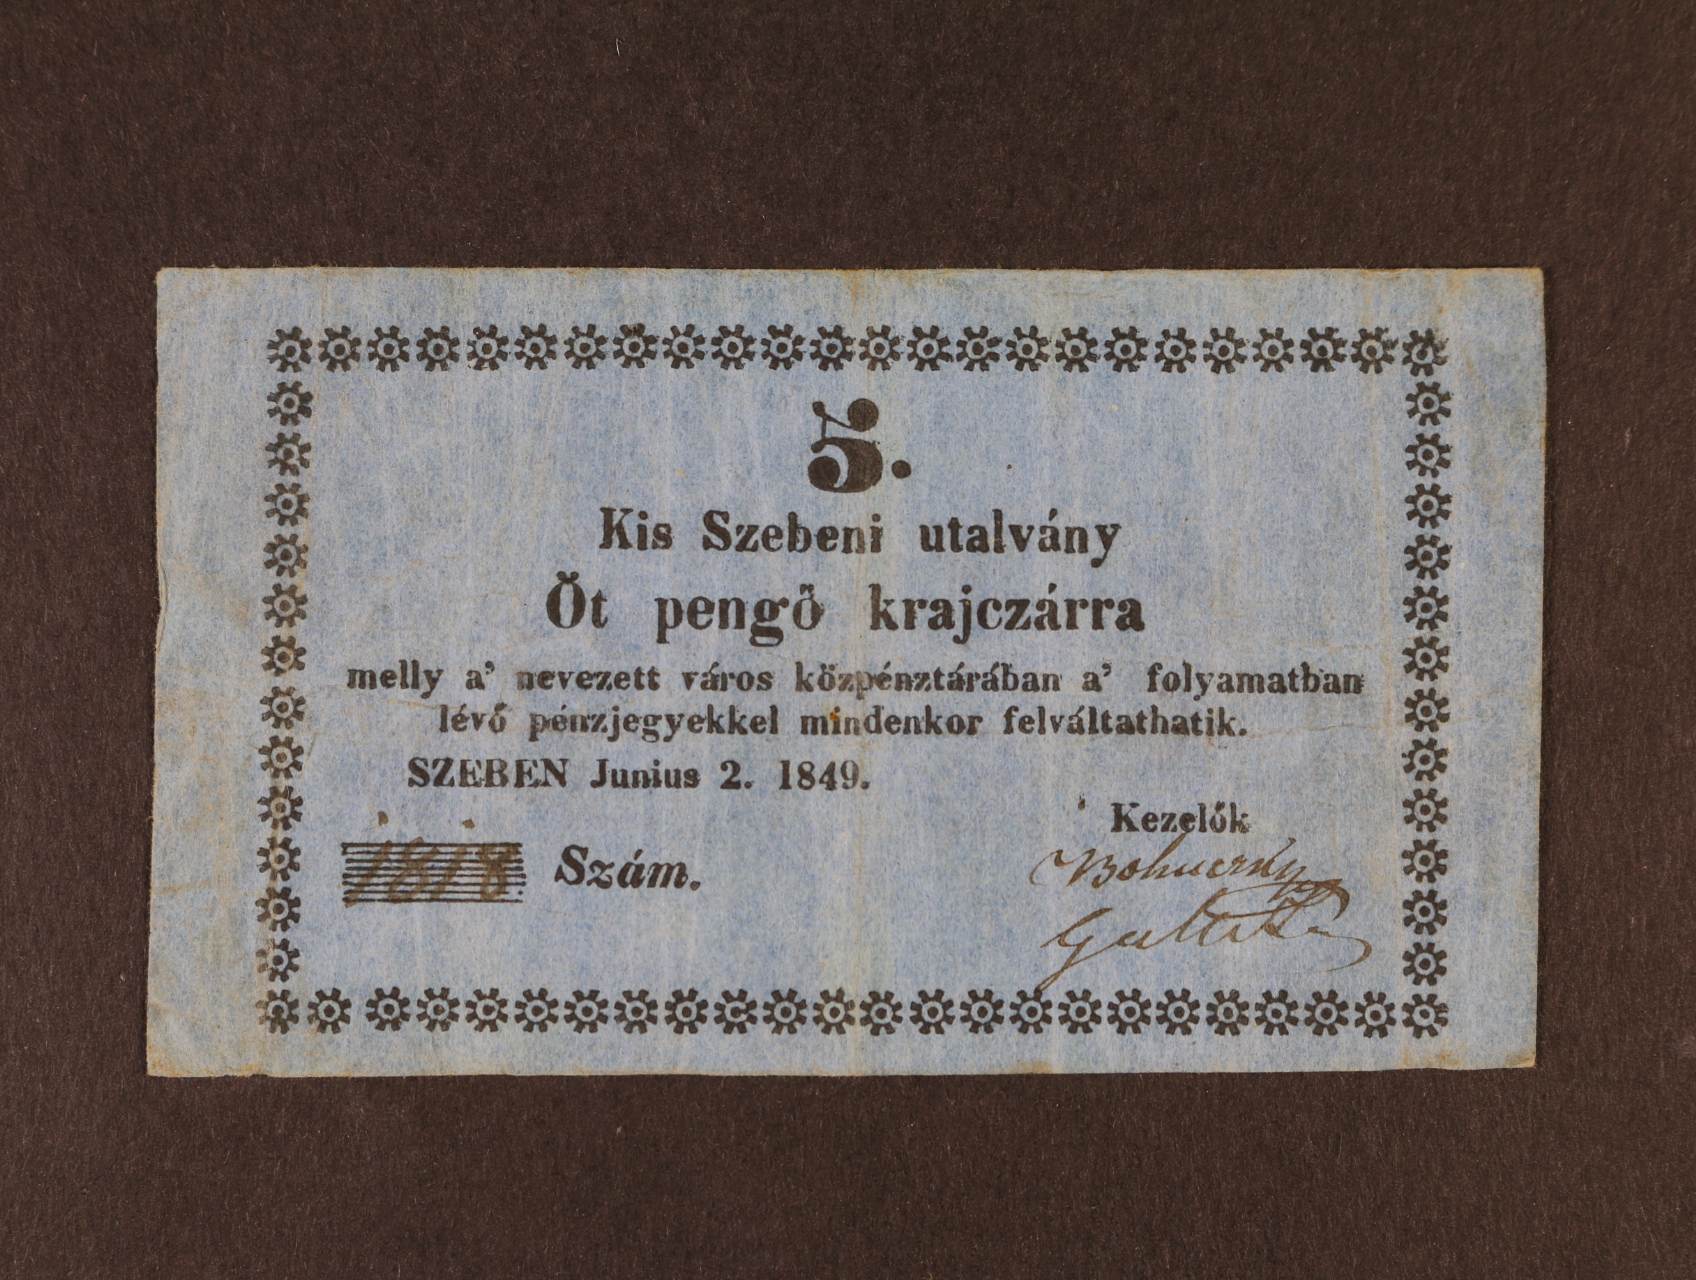 5.
Kis Szebeni utalvány
Öt pengő krajczárra
melly a' nevezett város közpénztárában a' folyamatban
lévő pénzjegyekkel mindenkor felváltathatik.
SZEBEN Junius 2. 1849.
Kezelők
1818 Szám.